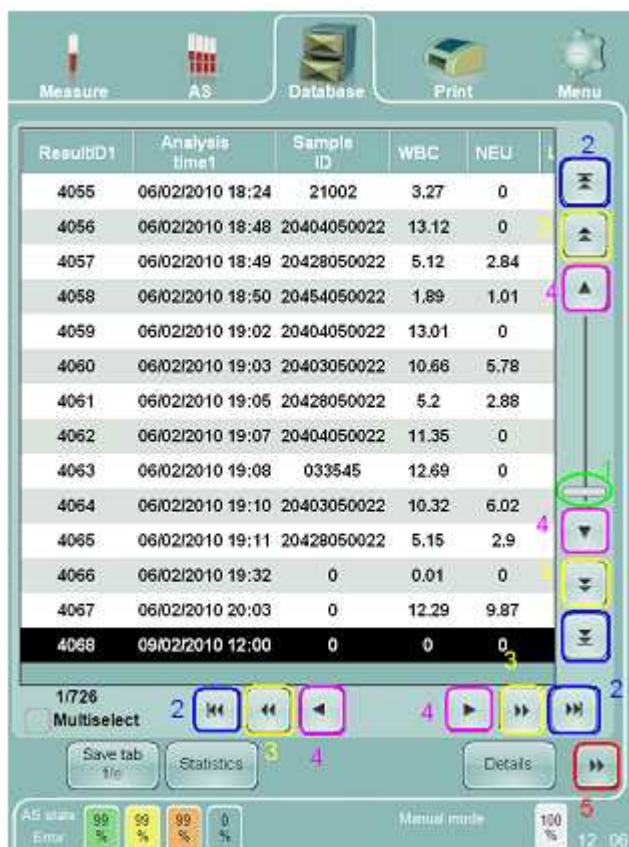 Measure AS Database Print Menu
ResultID1 Analysis time1 Sample ID WBC NEU L
2
4055 06/02/2010 18:24 21002 3,27 0
4056 06/02/2010 18:48 20404050022 13.12 0
3
4057 06/02/2010 18:49 20428050022 5.12 2.84
4058 06/02/2010 18:50 20454050022 1,89 1.01
4
4059 06/02/2010 19:02 20404050022 13.01 0
4060 06/02/2010 19:03 20403050022 10.66 5.78
4061 06/02/2010 19:05 20428050022 5.2 2.88
4062 06/02/2010 19:07 20404050022 11.35 0
4063 06/02/2010 19:08 033545 12.69 0
1
4064 06/02/2010 19:10 20403050022 10.32 6.02
4065 06/02/2010 19:11 20428050022 5,15 2,9
4
4066 06/02/2010 19:32 0 0.01 0
3
4067 06/02/2010 20:03 0 12.29 9.87
4068 09/02/2010 12:00 0 0 0
3
2
1/726
Multiselect
2 4 4
3
Save tab Statistics Details
5
AS state 99 % 99 % 99 % 0 % Manual mode 100 %
Error 12 06